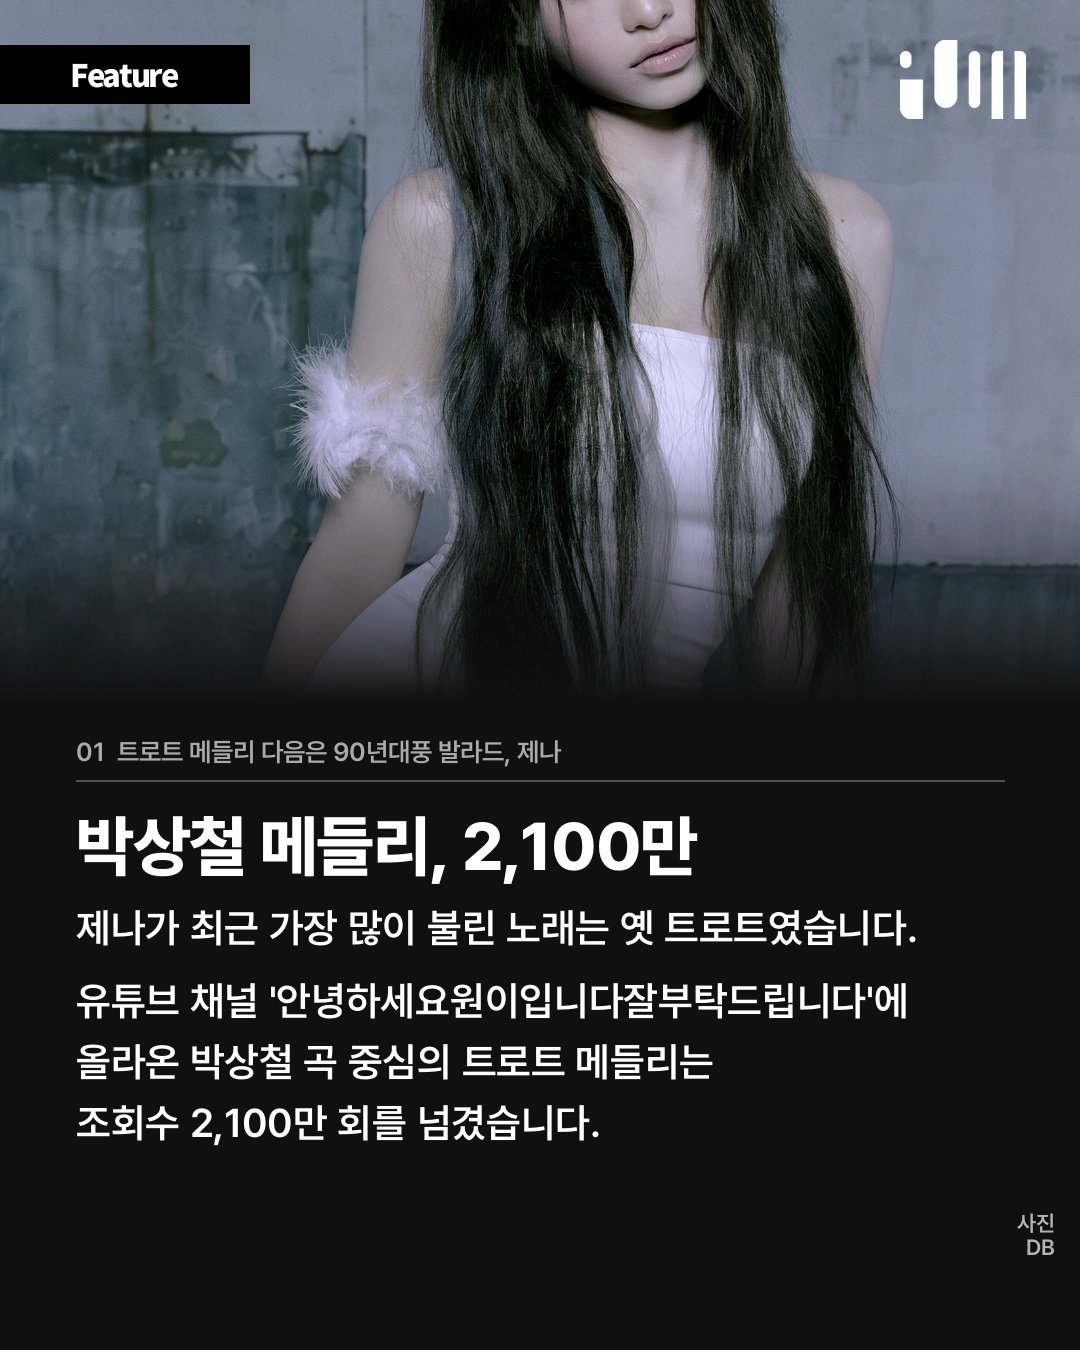 Feature
idm
01 트로트 메들리 다음은 90년대풍 발라드, 제나
박상철 메들리, 2,100만
제나가 최근 가장 많이 불린 노래는 옛 트로트였습니다.
유튜브 채널 '안녕하세요원이입니다잘부탁드립니다'에
올라온 박상철 곡 중심의 트로트 메들리는
조회수 2,100만 회를 넘겼습니다.
사진
DB